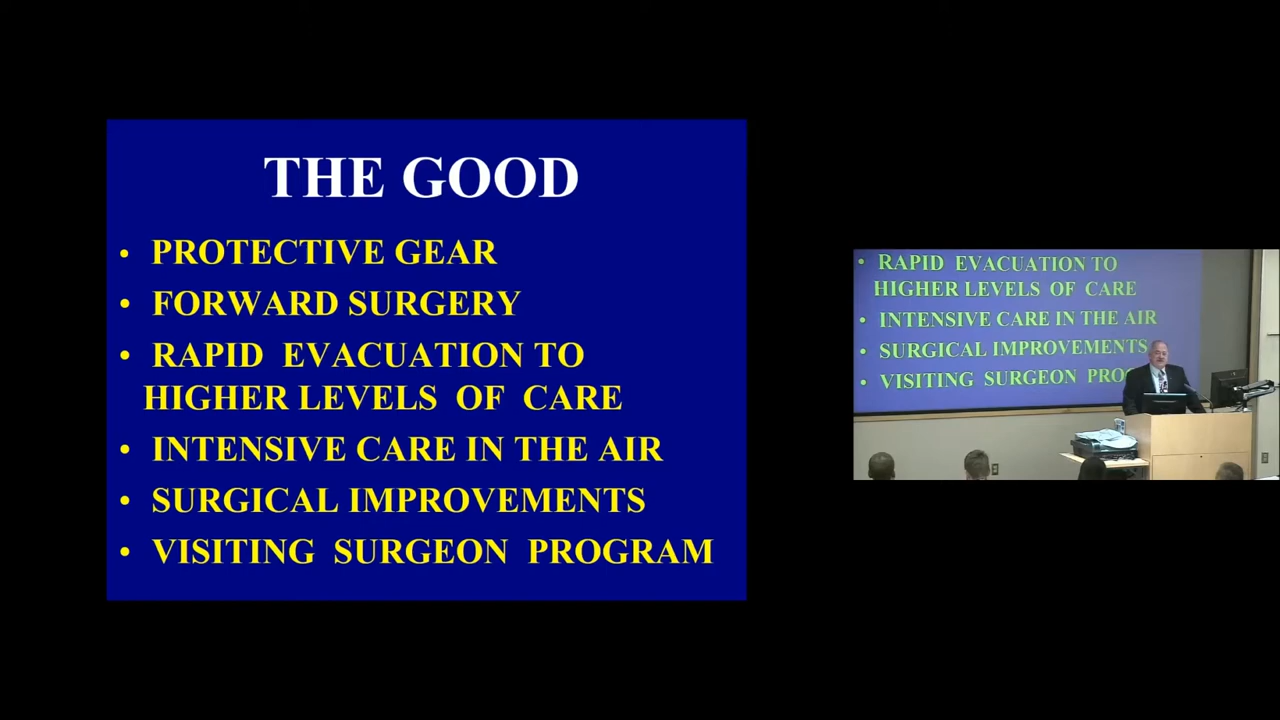 THE GOOD
• PROTECTIVE GEAR
• FORWARD SURGERY
• RAPID EVACUATION TO
HIGHER LEVELS OF CARE
• INTENSIVE CARE IN THE AIR
• SURGICAL IMPROVEMENTS
• VISITING SURGEON PROGRAM
• RAPID EVACUATION TO
HIGHER LEVELS OF CARE
• INTENSIVE CARE IN THE AIR
• SURGICAL IMPROVEMENTS
• VISITING SURGEON PRO